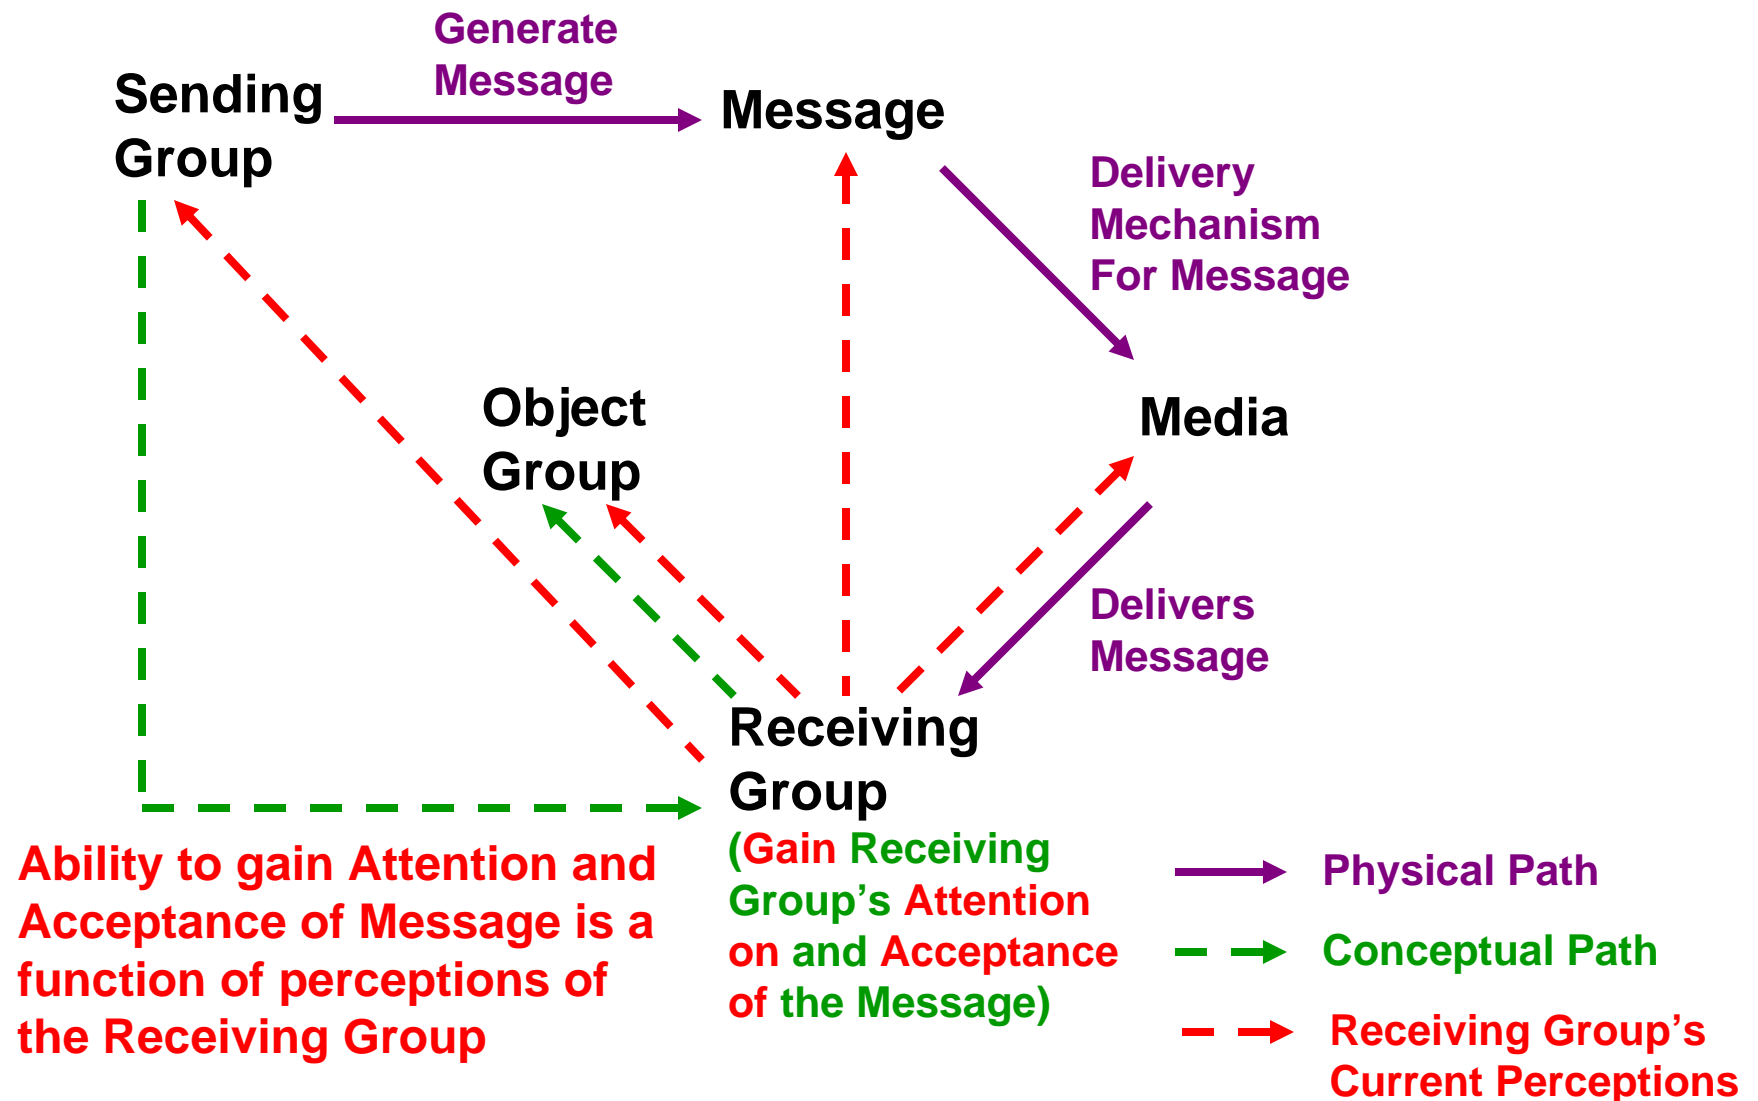 Generate
Message
Sending
Group
Message
Delivery
Mechanism
For Message
Object
Group
Media
Delivers
Message
Receiving
Group
(Gain Receiving
Group’s Attention
on and Acceptance
of the Message)
Ability to gain Attention and
Acceptance of Message is a
function of perceptions of
the Receiving Group
Physical Path
Conceptual Path
Receiving Group’s
Current Perceptions